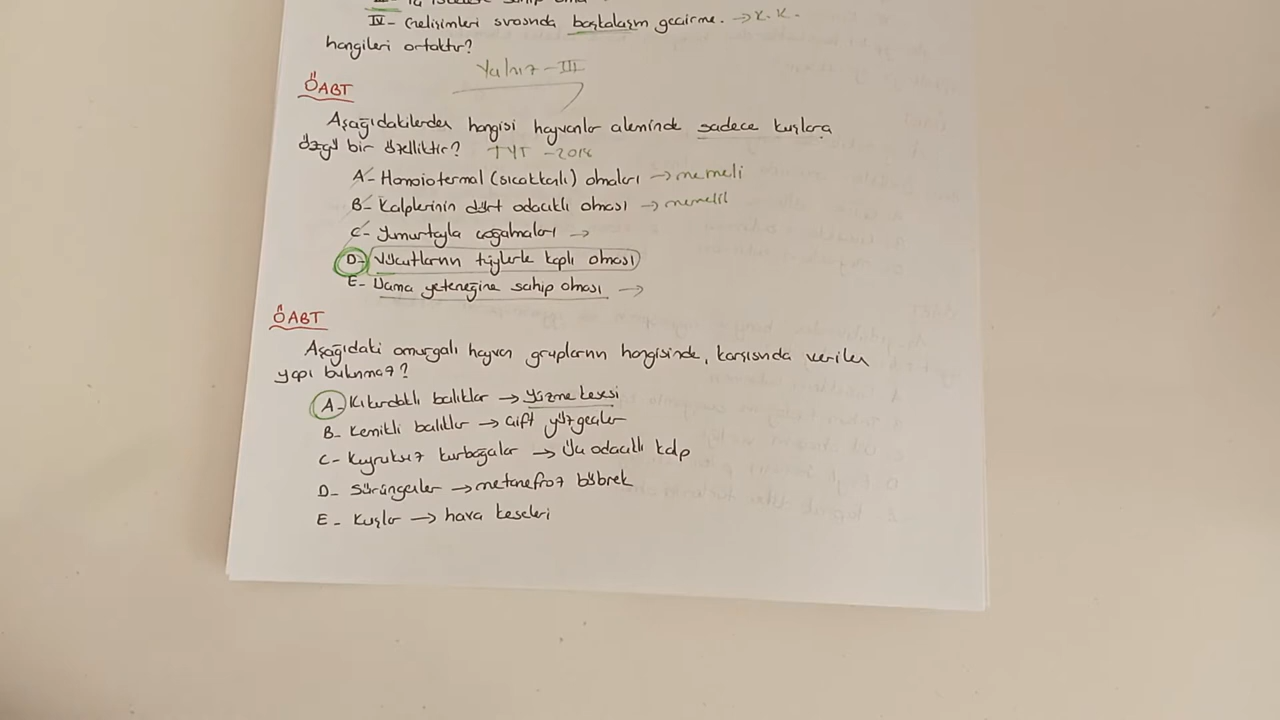 IV- Gelişimleri sırasında başkalaşım geçirme. → K.K.
hangileri ortaktır?
Yalnız-III
ÖABT
Aşağıdakilerden hangisi hayvanlar aleminde sadece kuşlara
özgü bir özelliktir? TYT - 2018
A- Homoiotermal (sıcakkanlı) olmaları → memeli
B- Kalplerinin dört odacıklı olması → memeli
C- Yumurtayla çoğalmaları →
D- Vücutlarının tüylerle kaplı olması
E- Uçma yeteneğine sahip olması →
ÖABT
Aşağıdaki omurgalı hayvan gruplarının hangisinde, karşısında verilen
yapı bulunmaz?
A- Kıkırdaklı balıklar → yüzme kesesi
B- Kemikli balıklar → çift yüzgeçler
C- Kuyruksuz kurbağalar → Üç odacıklı kalp
D- Sürüngenler → metanefroz böbrek
E- Kuşlar → hava keseleri